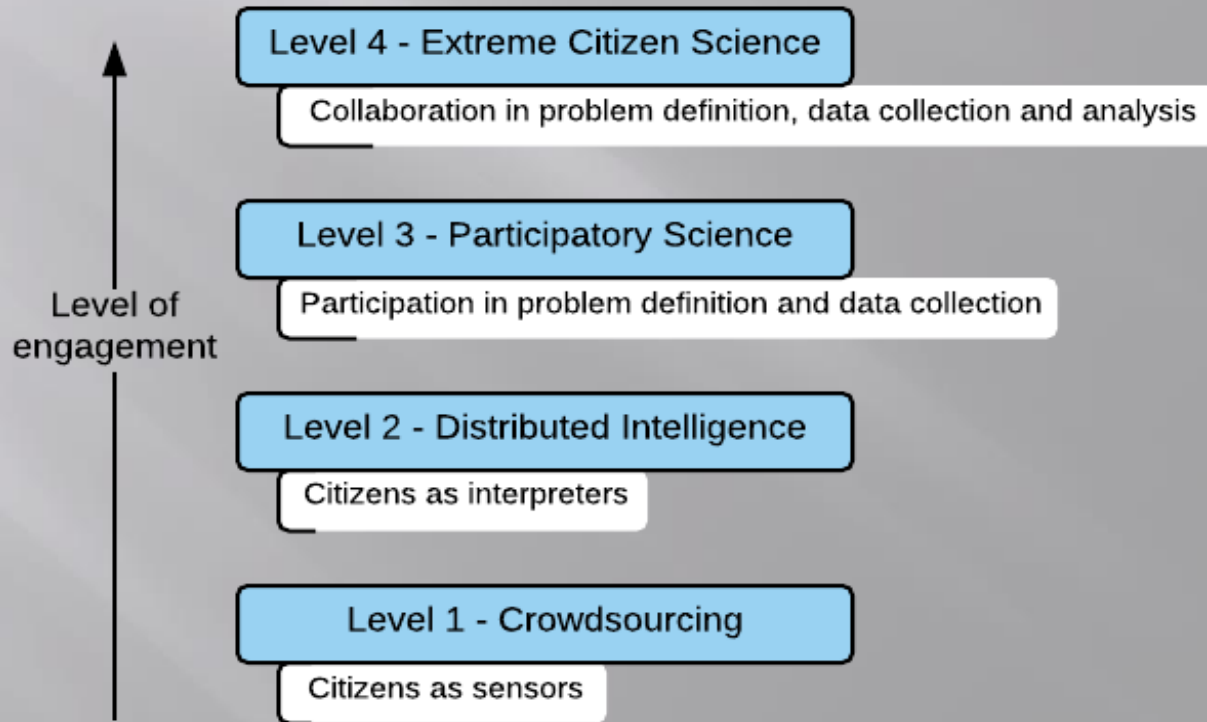 Level 4 - Extreme Citizen Science
Collaboration in problem definition, data collection and analysis
Level 3 - Participatory Science
Participation in problem definition and data collection
Level of
engagement
Level 2 - Distributed Intelligence
Citizens as interpreters
Level 1 - Crowdsourcing
Citizens as sensors